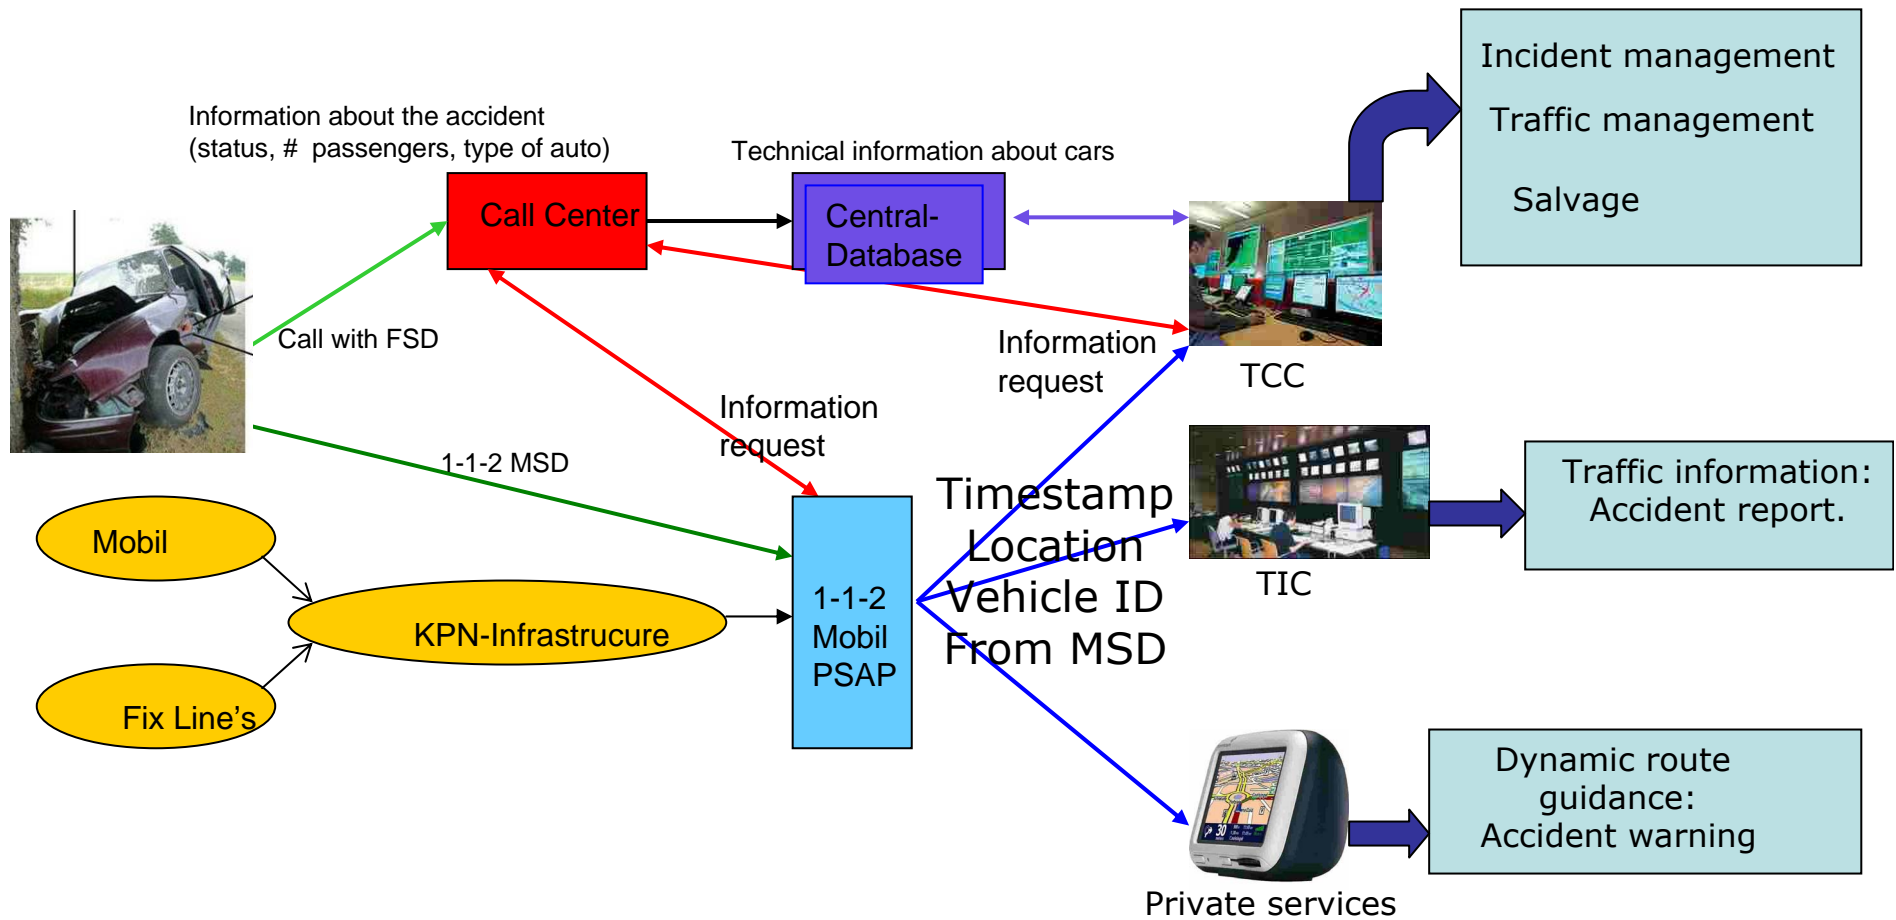 Incident management
Traffic management
Salvage
Information about the accident
(status, # passengers, type of auto)
Technical information about cars
Call Center
Central-
Database
Call with FSD
Information
request
TCC
Information
request
1-1-2 MSD
Timestamp
Location
Vehicle ID
From MSD
Traffic information:
Accident report.
TIC
Mobil
KPN-Infrastrucure
Fix Line's
1-1-2
Mobil
PSAP
Dynamic route
guidance:
Accident warning
30
Private services